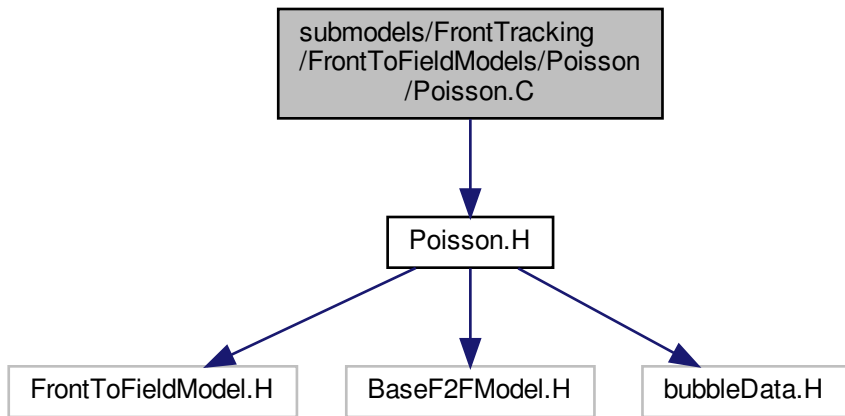 submodels/FrontTracking
/FrontToFieldModels/Poisson
/Poisson.C
Poisson.H
FrontToFieldModel.H
BaseF2FModel.H
bubbleData.H